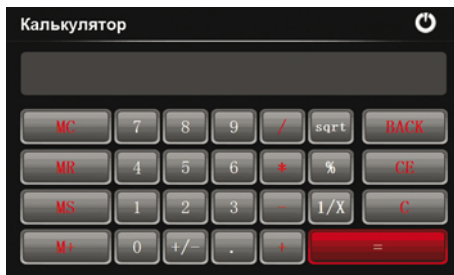 Калькулятор
MC 7 8 9 / sqrt BACK
MR 4 5 6 * % CE
MS 1 2 3 - 1/X C
M+ 0 +/- . + =